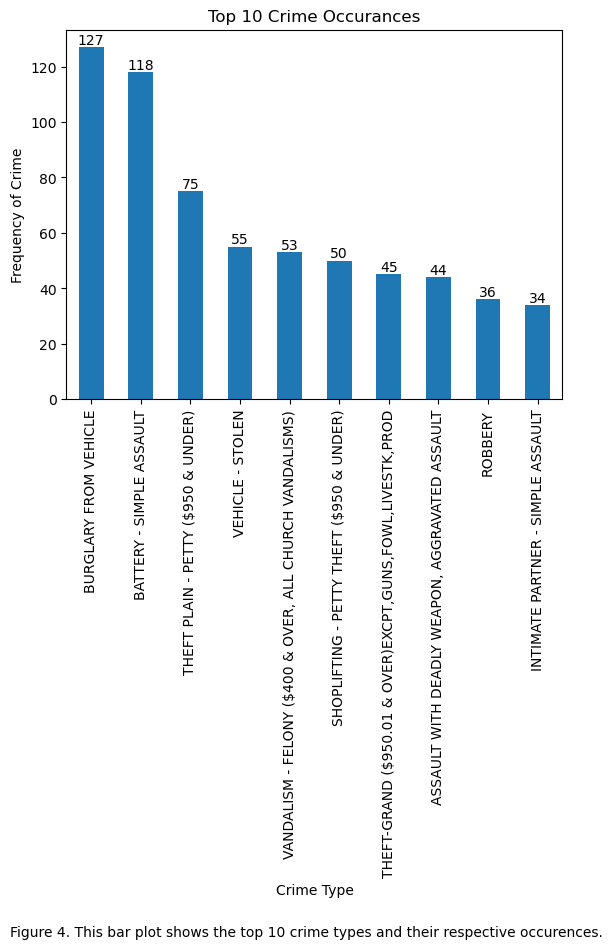 Top 10 Crime Occurances
Frequency of Crime
120
100
80
60
40
20
0
127
118
75
55
53
50
45
44
36
34
BURGLARY FROM VEHICLE
BATTERY - SIMPLE ASSAULT
THEFT PLAIN - PETTY ($950 & UNDER)
VEHICLE - STOLEN
VANDALISM - FELONY ($400 & OVER, ALL CHURCH VANDALISMS)
SHOPLIFTING - PETTY THEFT ($950 & UNDER)
THEFT-GRAND ($950.01 & OVER)EXCPT,GUNS,FOWL,LIVESTK,PROD
ASSAULT WITH DEADLY WEAPON, AGGRAVATED ASSAULT
ROBBERY
INTIMATE PARTNER - SIMPLE ASSAULT
Crime Type
Figure 4. This bar plot shows the top 10 crime types and their respective occurences.